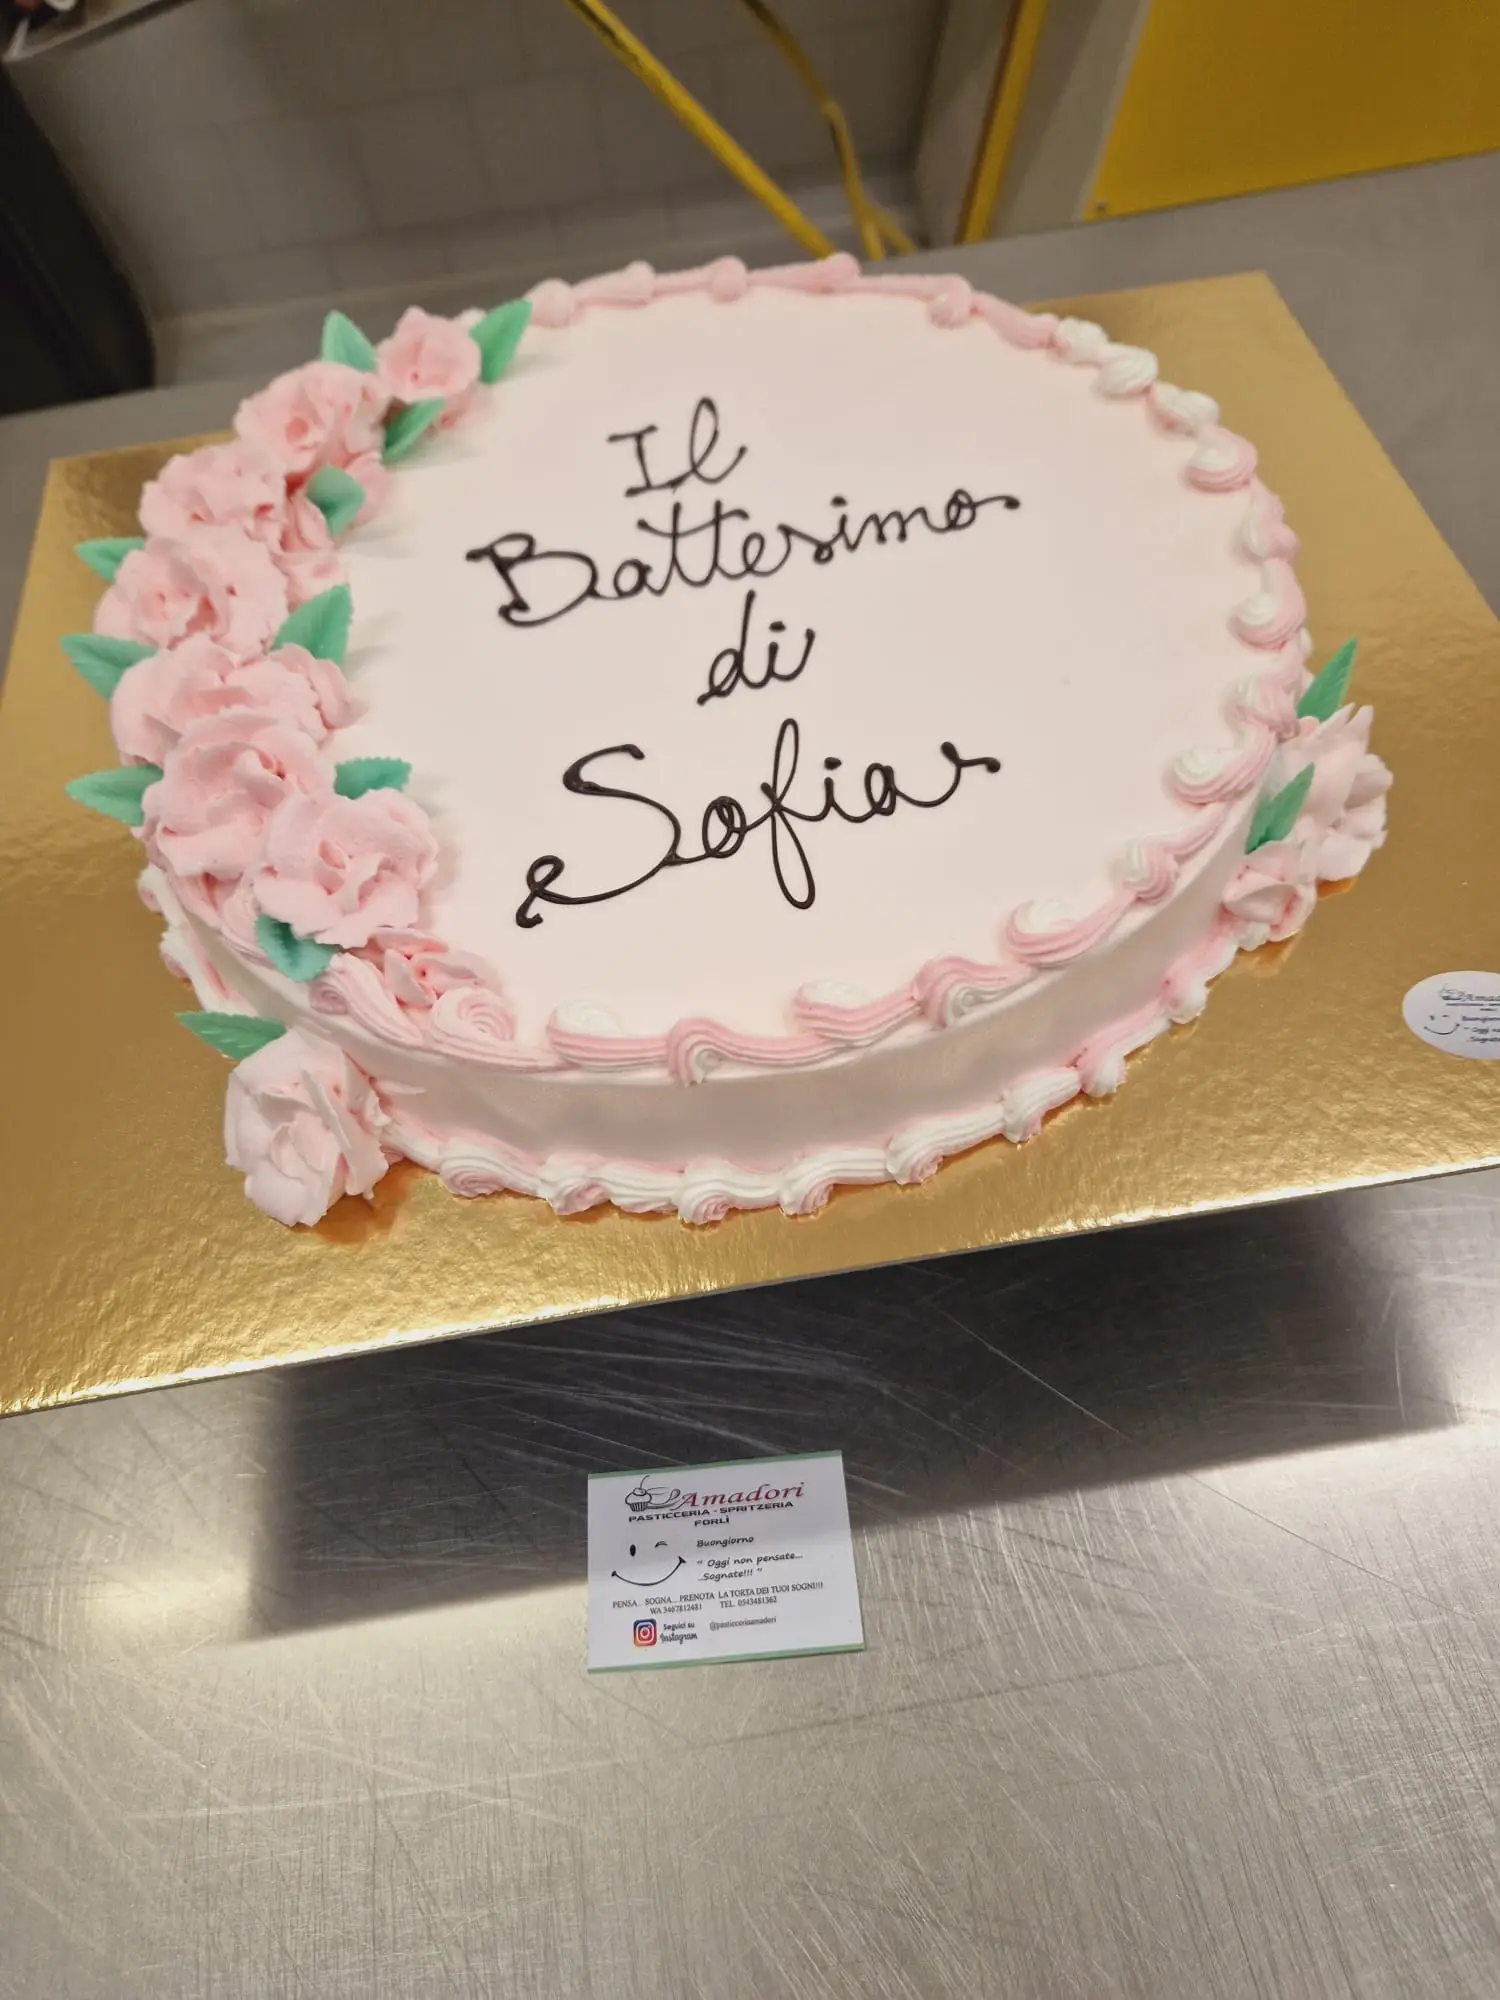 Il
Battesimo
di
Sofia
Amadori
PASTICCERIA - SPRITZERIA
FORLÌ
Buongiorno
" Oggi non pensate...
...Sognate!!! "
PENSA... SOGNA... PRENOTA LA TORTA DEI TUOI SOGNI!!!
WA 3467812481 TEL. 0543481362
Seguici su
Instagram
@pasticceriaamadori